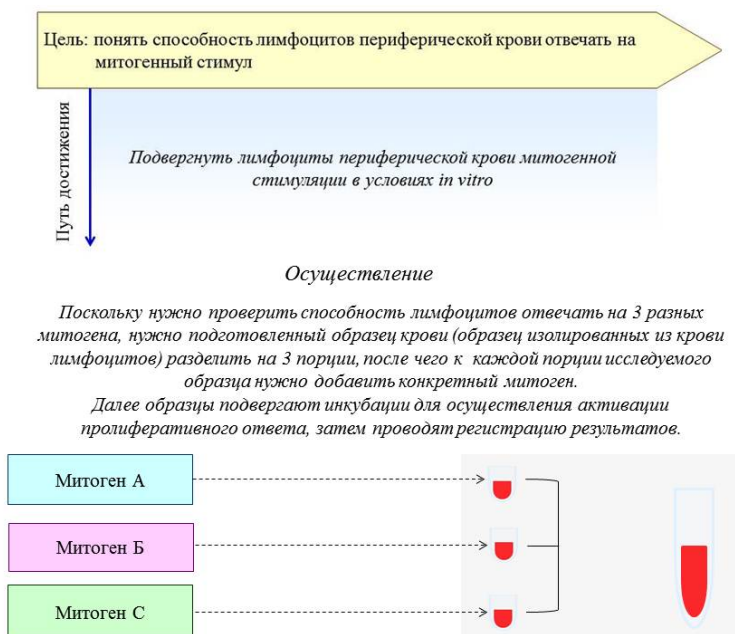 Цель: понять способность лимфоцитов периферической крови отвечать на
митогенный стимул
Путь достижения
Подвергнуть лимфоциты периферической крови митогенной
стимуляции в условиях in vitro
Осуществление
Поскольку нужно проверить способность лимфоцитов отвечать на 3 разных
митогена, нужно подготовленный образец крови (образец изолированных из крови
лимфоцитов) разделить на 3 порции, после чего к каждой порции исследуемого
образца нужно добавить конкретный митоген.
Далее образцы подвергают инкубации для осуществления активации
пролиферативного ответа, затем проводят регистрацию результатов.
Митоген А
Митоген Б
Митоген С